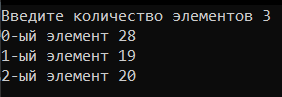 Введите количество элементов 3
0-ый элемент 28
1-ый элемент 19
2-ый элемент 20